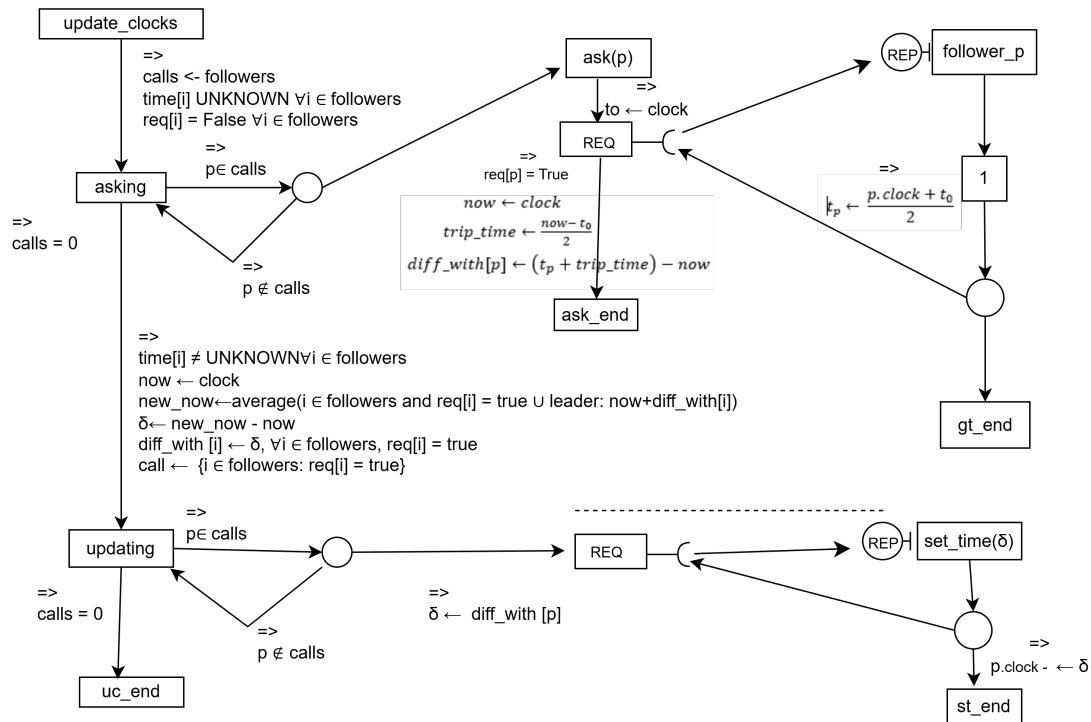 update_clocks
=>
calls <- followers
time[i] UNKNOWN ∀i ∈ followers
req[i] = False ∀i ∈ followers
asking
=>
p∈ calls
=>
calls = 0
=>
p ∉ calls
ask(p)
=>
to ← clock
REQ
=>
req[p] = True
now ← clock
trip_time ← (now− t₀)/2
diff_with[p] ← (tₚ + trip_time) − now
ask_end
REP
follower_p
1
=>
tₚ ← (p.clock + t₀)/2
gt_end
=>
time[i] ≠ UNKNOWN∀i ∈ followers
now ← clock
new_now←average(i ∈ followers and req[i] = true ∪ leader: now+diff_with[i])
δ← new_now - now
diff_with [i] ← δ, ∀i ∈ followers, req[i] = true
call ← {i ∈ followers: req[i] = true}
updating
=>
p∈ calls
=>
calls = 0
=>
p ∉ calls
uc_end
=>
δ ← diff_with [p]
REQ
REP
set_time(δ)
=>
p.clock - ← δ
st_end